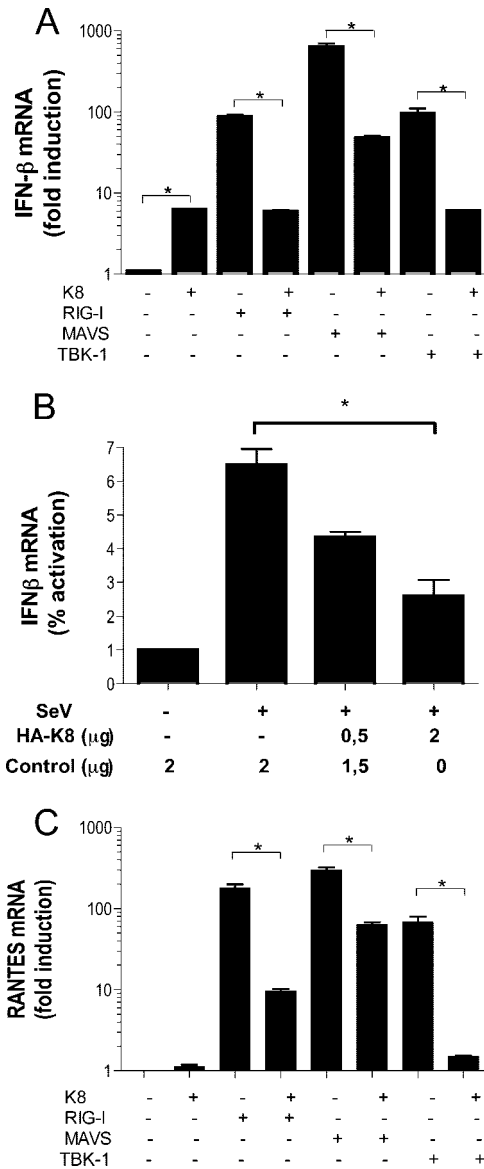 A
IFN-β mRNA
(fold induction)
1000
100
10
1
*
*
*
*
K8 - + - + - + - +
RIG-I - - + + - - - -
MAVS - - - - + + - -
TBK-1 - - - - - - + +
B
IFNβ mRNA
(% activation)
7
6
5
4
3
2
1
0
*
SeV - + + +
HA-K8 (µg) - - 0,5 2
Control (µg) 2 2 1,5 0
C
RANTES mRNA
(fold induction)
1000
100
10
1
*
*
*
K8 - + - + - + - +
RIG-I - - + + - - - -
MAVS - - - - + + - -
TBK-1 - - - - - - + +